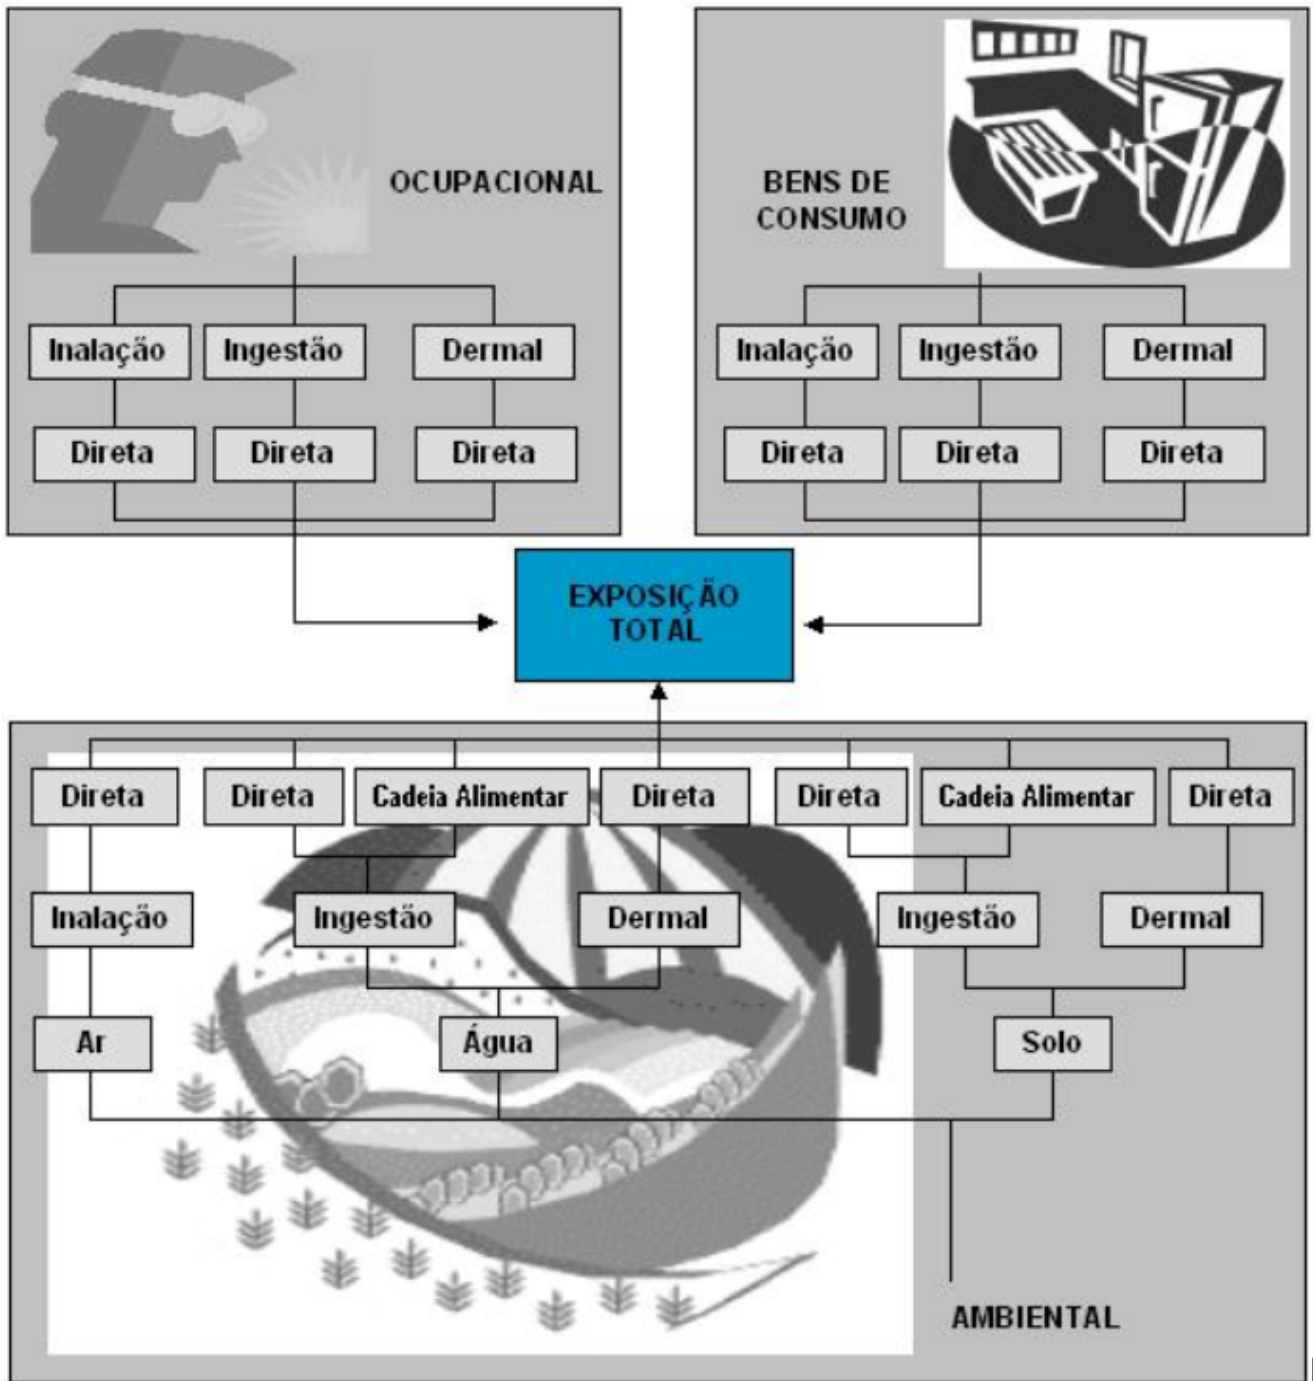 OCUPACIONAL
BENS DE
CONSUMO
Inalação Ingestão Dermal
Direta Direta Direta
Inalação Ingestão Dermal
Direta Direta Direta
EXPOSIÇÃO
TOTAL
Direta Direta Cadeia Alimentar Direta Direta Cadeia Alimentar Direta
Inalação Ingestão Dermal Ingestão Dermal
Ar Água Solo
AMBIENTAL